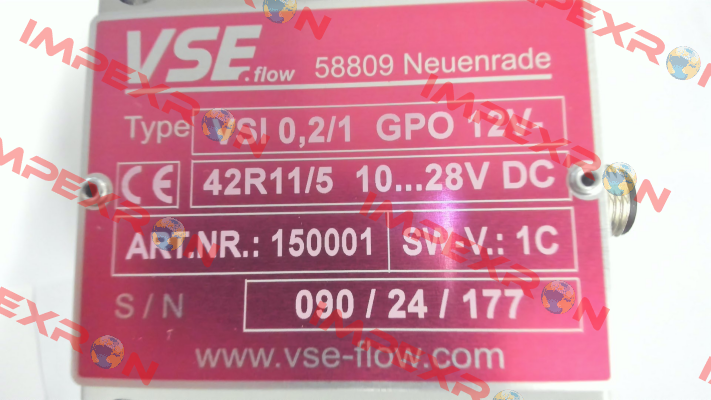 VSE.flow 58809 Neuenrade
Type VSI 0,2/1 GPO 12V-
CE 42R11/5 10...28V DC
ART.NR.: 150001 SW.-V.: 1C
S / N 090 / 24 / 177
www.vse-flow.com
IMPEXRON